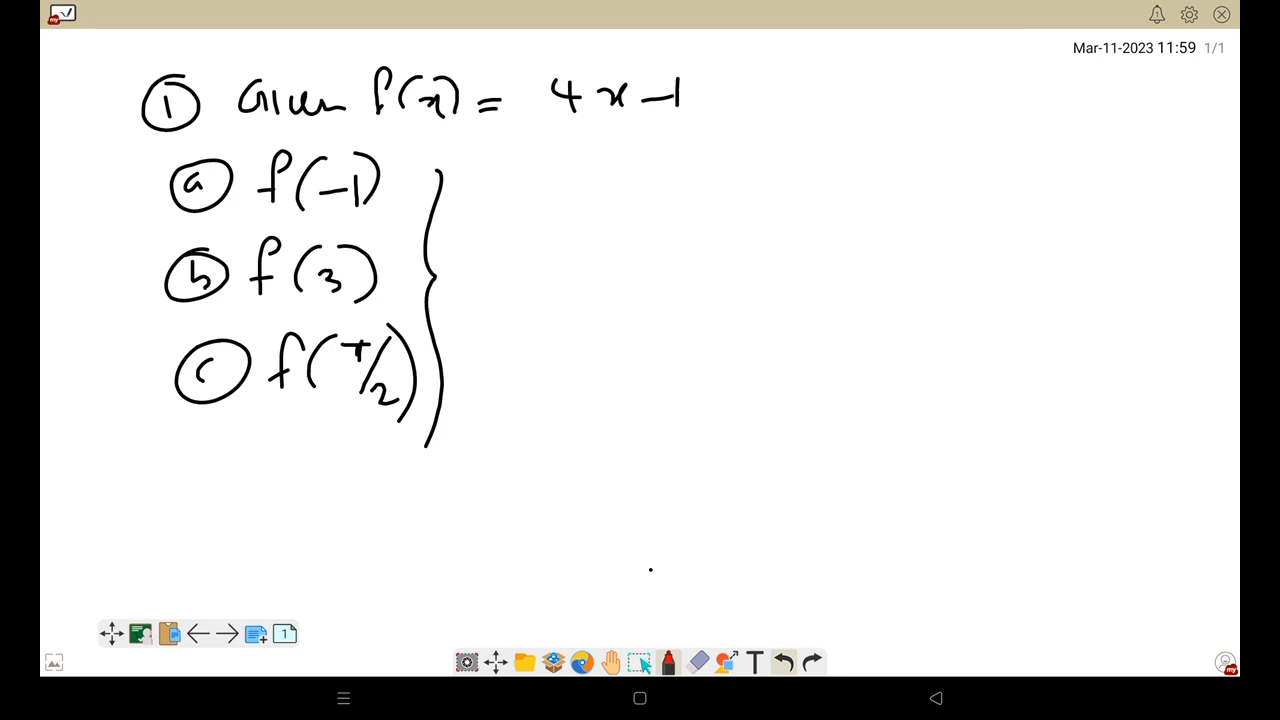 Mar-11-2023 11:59 1/1
① Given f(x) = 4x-1
ⓐ f(-1)
ⓑ f(3)
ⓒ f(π/2)
1
T